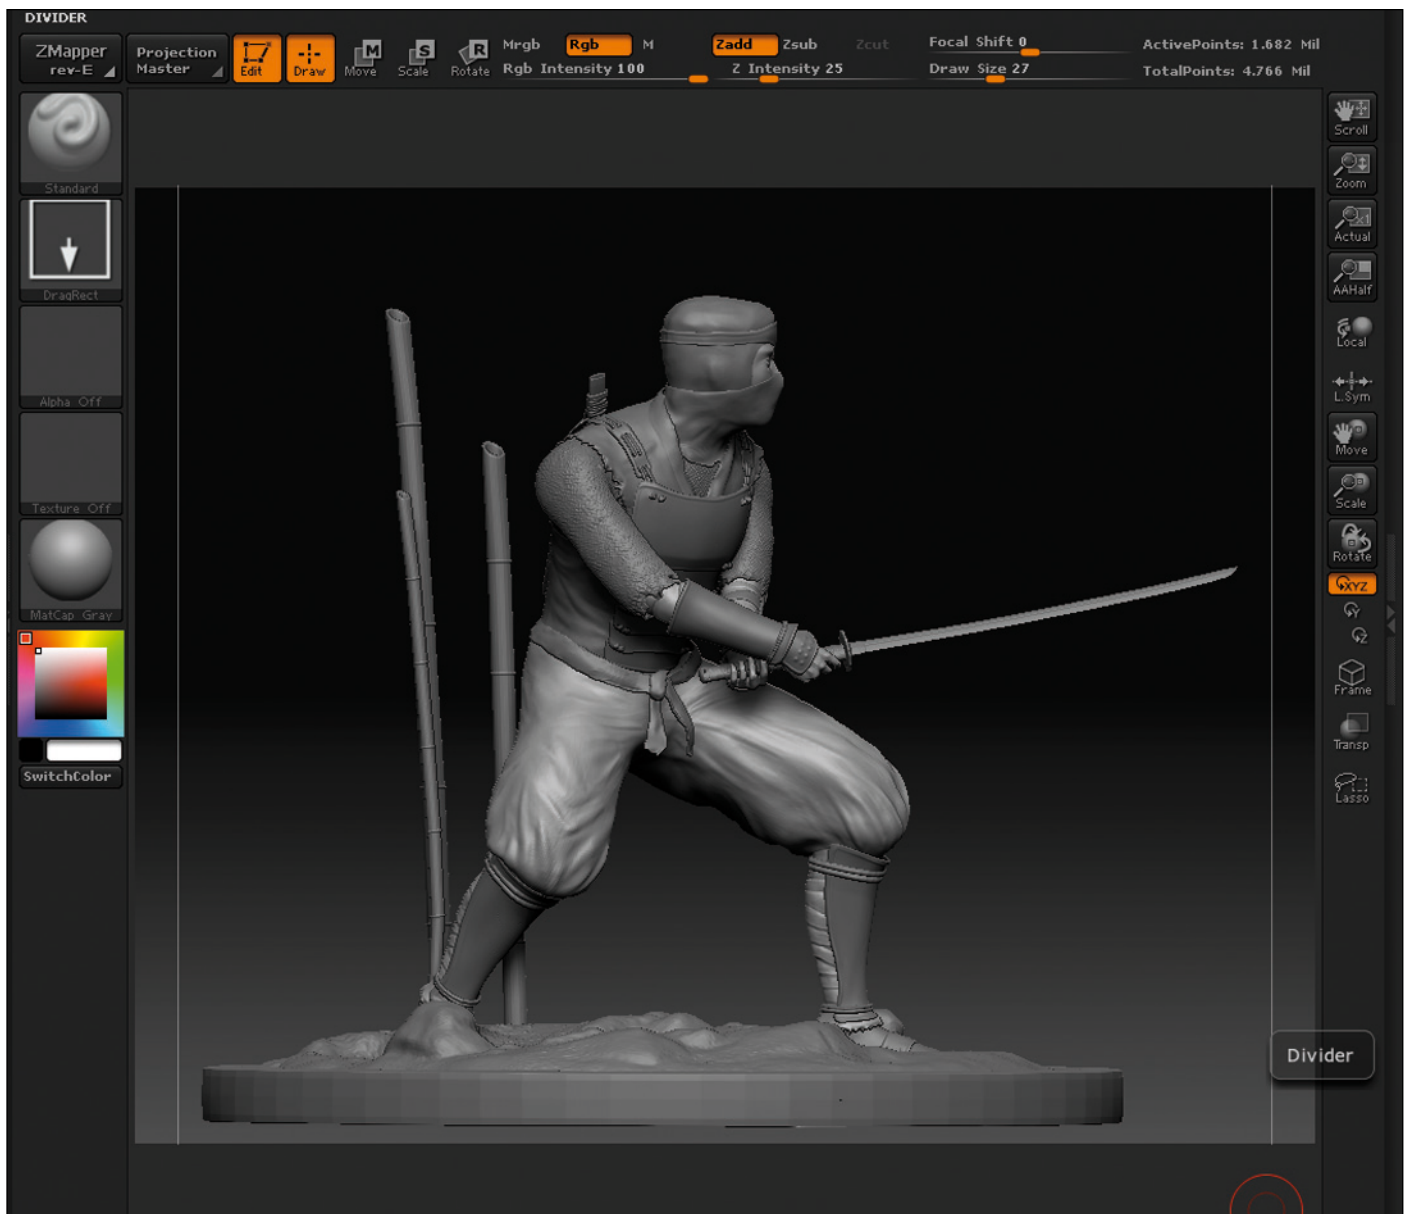 DIVIDER
ZMapper
rev-E
Projection
Master
Edit
Draw
Move
Scale
Rotate
Mrgb Rgb M
Rgb Intensity 100
Zadd Zsub Zcut
Z Intensity 25
Focal Shift 0
Draw Size 27
ActivePoints: 1.682 Mil
TotalPoints: 4.766 Mil
M
S
R
Standard
DragRect
Alpha Off
Texture Off
MatCap Gray
SwitchColor
Scroll
Zoom
x1
Actual
AAHalf
Local
L.Sym
Move
Scale
Rotate
XYZ
Y
Z
Frame
Transp
Lasso
Divider